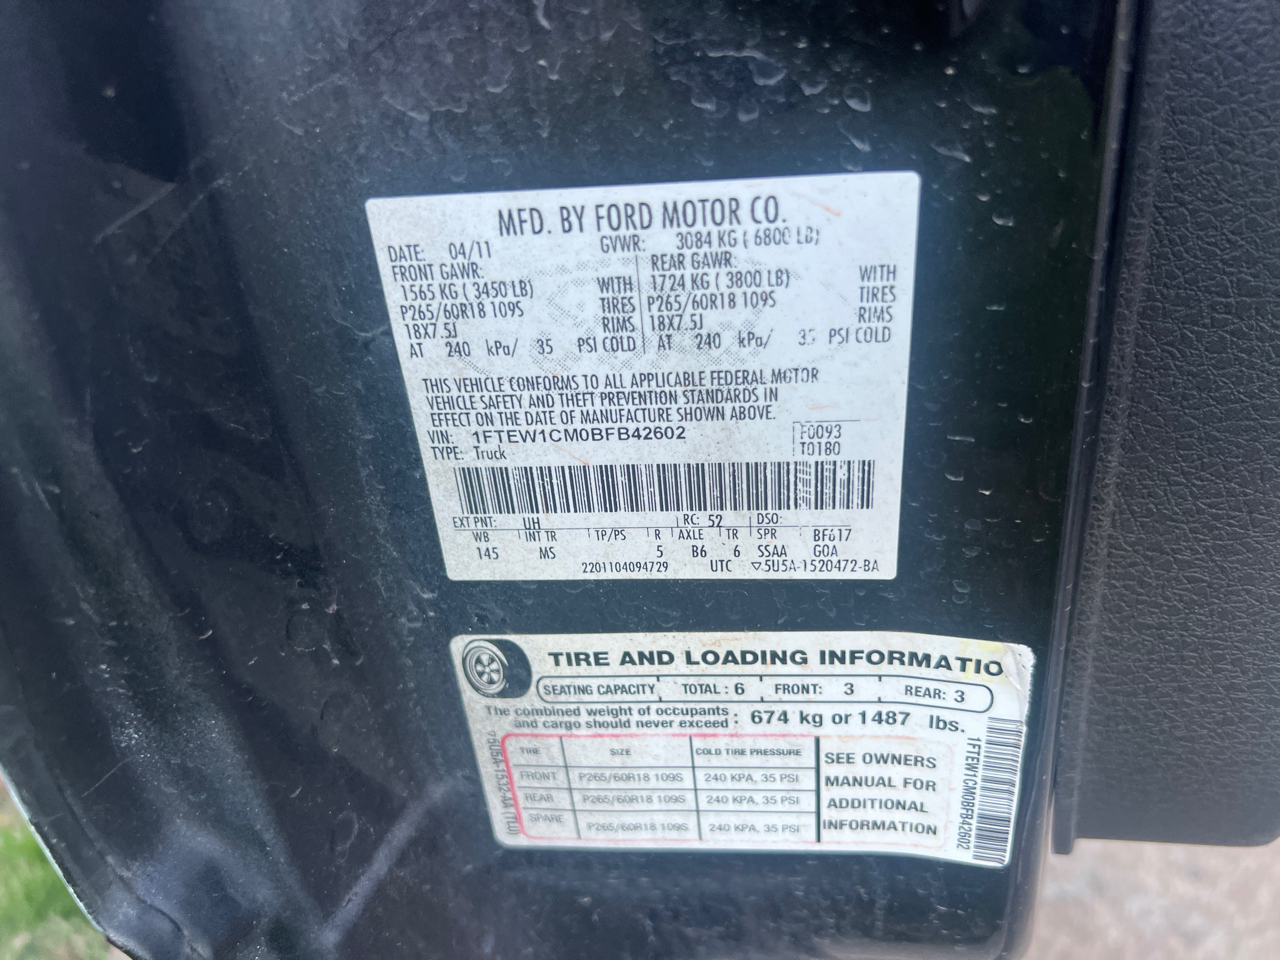 MFD. BY FORD MOTOR CO.
DATE: 04/11 GVWR: 3084 KG ( 6800 LB)
FRONT GAWR: REAR GAWR:
1565 KG ( 3450 LB) WITH 1724 KG ( 3800 LB) WITH
P265/60R18 109S TIRES P265/60R18 109S TIRES
18X7.5J RIMS 18X7.5J RIMS
AT 240 kPa/ 35 PSI COLD AT 240 kPa/ 35 PSI COLD
THIS VEHICLE CONFORMS TO ALL APPLICABLE FEDERAL MOTOR
VEHICLE SAFETY AND THEFT PREVENTION STANDARDS IN
EFFECT ON THE DATE OF MANUFACTURE SHOWN ABOVE.
VIN: 1FTEW1CM0BFB42602 F0093
TYPE: Truck T0180
EXT PNT: UH RC: 52 DSO:
WB INT TR TP/PS R AXLE TR SPR BF617
145 MS 5 B6 6 SSAA GOA
2201104094729 UTC ▽5U5A-1520472-BA
TIRE AND LOADING INFORMATIO
SEATING CAPACITY TOTAL : 6 FRONT: 3 REAR: 3
The combined weight of occupants
and cargo should never exceed : 674 kg or 1487 lbs.
TIRE SIZE COLD TIRE PRESSURE
FRONT P265/60R18 109S 240 KPA, 35 PSI
REAR P265/60R18 109S 240 KPA, 35 PSI
SPARE P265/60R18 109S 240 KPA, 35 PSI
SEE OWNERS
MANUAL FOR
ADDITIONAL
INFORMATION
1FTEW1CM0BFB42602